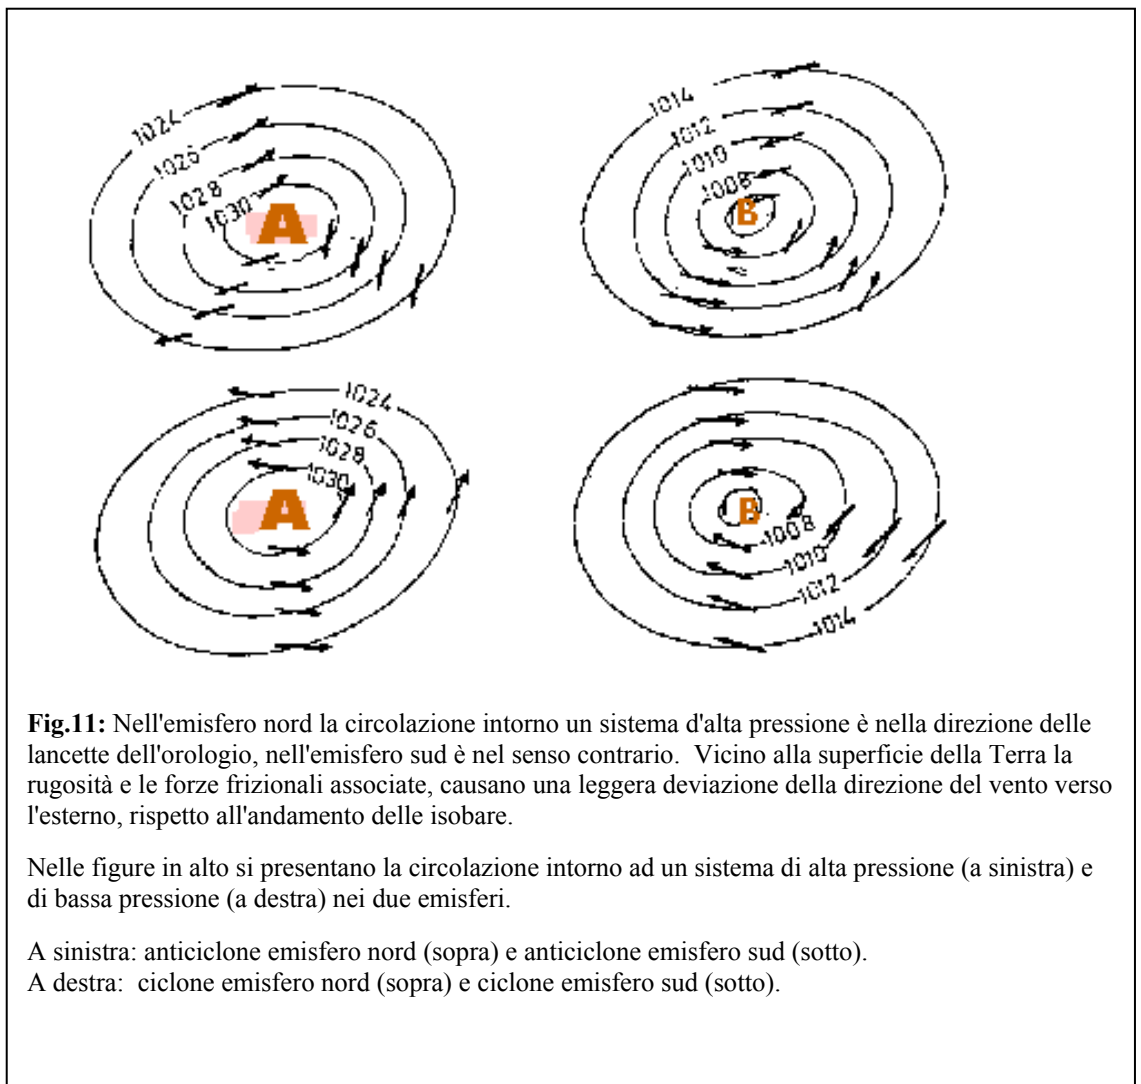 1024
1026
1028
1030
A
1014
1012
1010
1008
B
1024
1026
1028
1030
A
B
1008
1010
1012
1014
Fig.11: Nell'emisfero nord la circolazione intorno un sistema d'alta pressione è nella direzione delle
lancette dell'orologio, nell'emisfero sud è nel senso contrario. Vicino alla superficie della Terra la
rugosità e le forze frizionali associate, causano una leggera deviazione della direzione del vento verso
l'esterno, rispetto all'andamento delle isobare.
Nelle figure in alto si presentano la circolazione intorno ad un sistema di alta pressione (a sinistra) e
di bassa pressione (a destra) nei due emisferi.
A sinistra: anticiclone emisfero nord (sopra) e anticiclone emisfero sud (sotto).
A destra: ciclone emisfero nord (sopra) e ciclone emisfero sud (sotto).